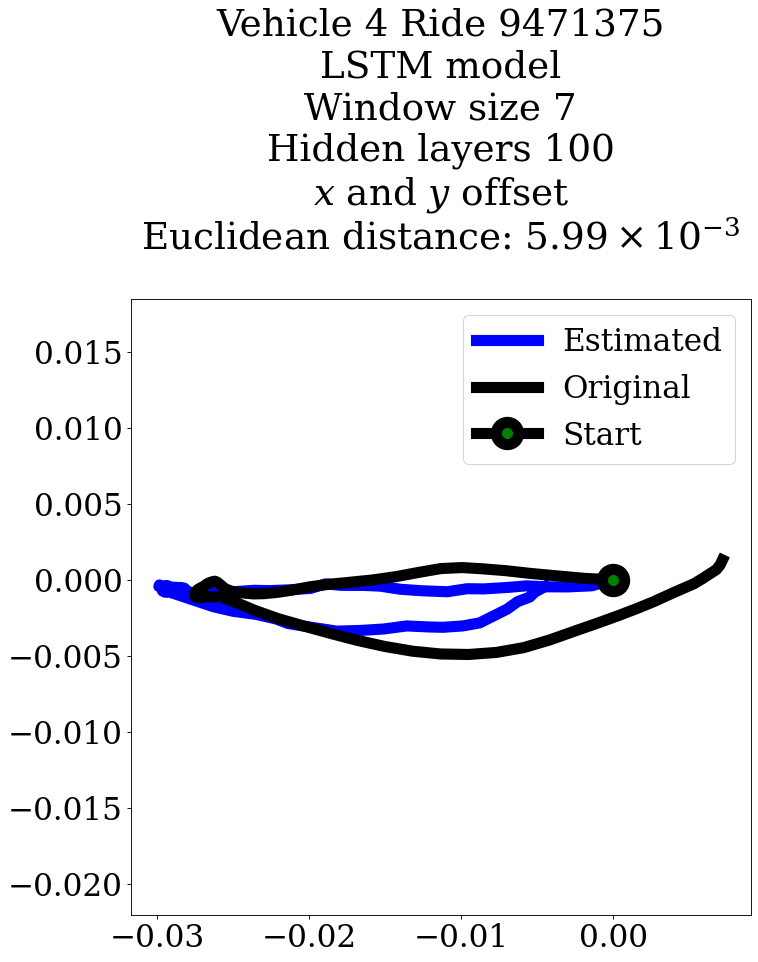 Vehicle 4 Ride 9471375
LSTM model
Window size 7
Hidden layers 100
x and y offset
Euclidean distance: 5.99 × 10⁻³
Estimated
Original
Start
0.015
0.010
0.005
0.000
−0.005
−0.010
−0.015
−0.020
−0.03 −0.02 −0.01 0.00